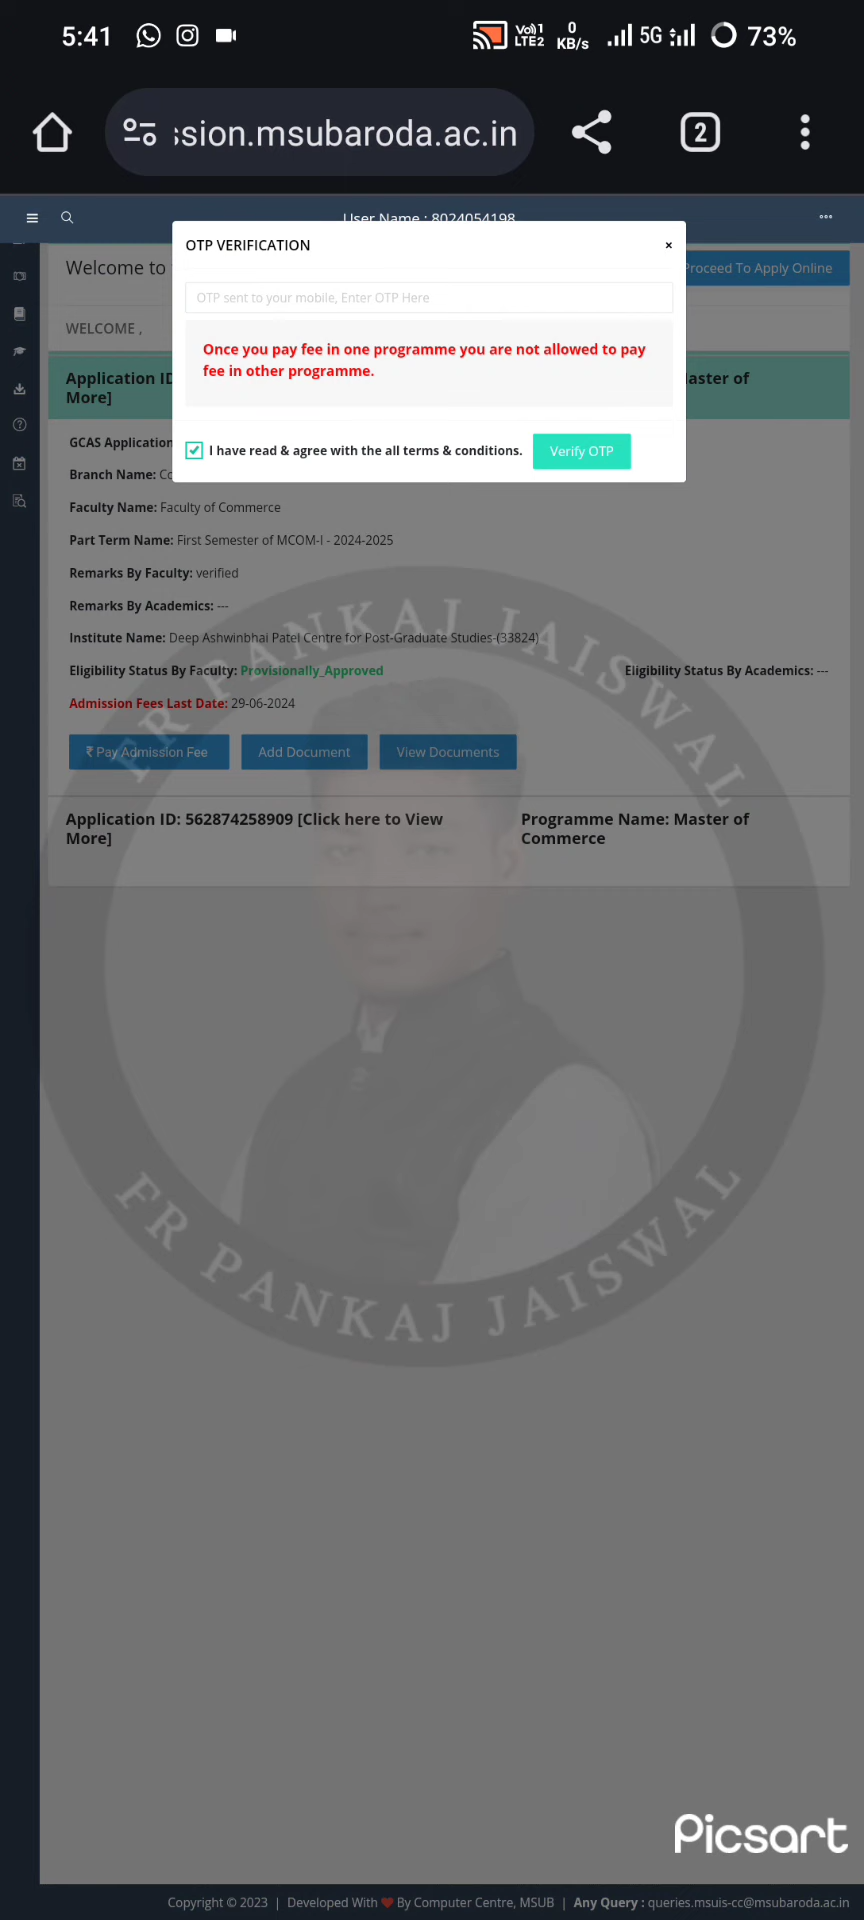 5:41
Vo)) 1
LTE2
0
KB/s
5G
73%
ssion.msubaroda.ac.in
2
User Name : 8024054198
OTP VERIFICATION
×
Welcome to
Proceed To Apply Online
OTP sent to your mobile, Enter OTP Here
WELCOME ,
Once you pay fee in one programme you are not allowed to pay
fee in other programme.
Application ID
More]
Master of
I have read & agree with the all terms & conditions.
Verify OTP
GCAS Application
Branch Name: Co
Faculty Name: Faculty of Commerce
Part Term Name: First Semester of MCOM-I - 2024-2025
Remarks By Faculty: verified
Remarks By Academics: ---
Institute Name: Deep Ashwinbhai Patel Centre for Post-Graduate Studies-(33824)
Eligibility Status By Faculty: Provisionally_Approved
Eligibility Status By Academics: ---
Admission Fees Last Date: 29-06-2024
₹ Pay Admission Fee
Add Document
View Documents
Application ID: 562874258909 [Click here to View
More]
Programme Name: Master of
Commerce
FR PANKAJ JAISWAL
FR PANKAJ JAISWAL
Picsart
Copyright © 2023 | Developed With ❤ By Computer Centre, MSUB | Any Query : queries.msuis-cc@msubaroda.ac.in